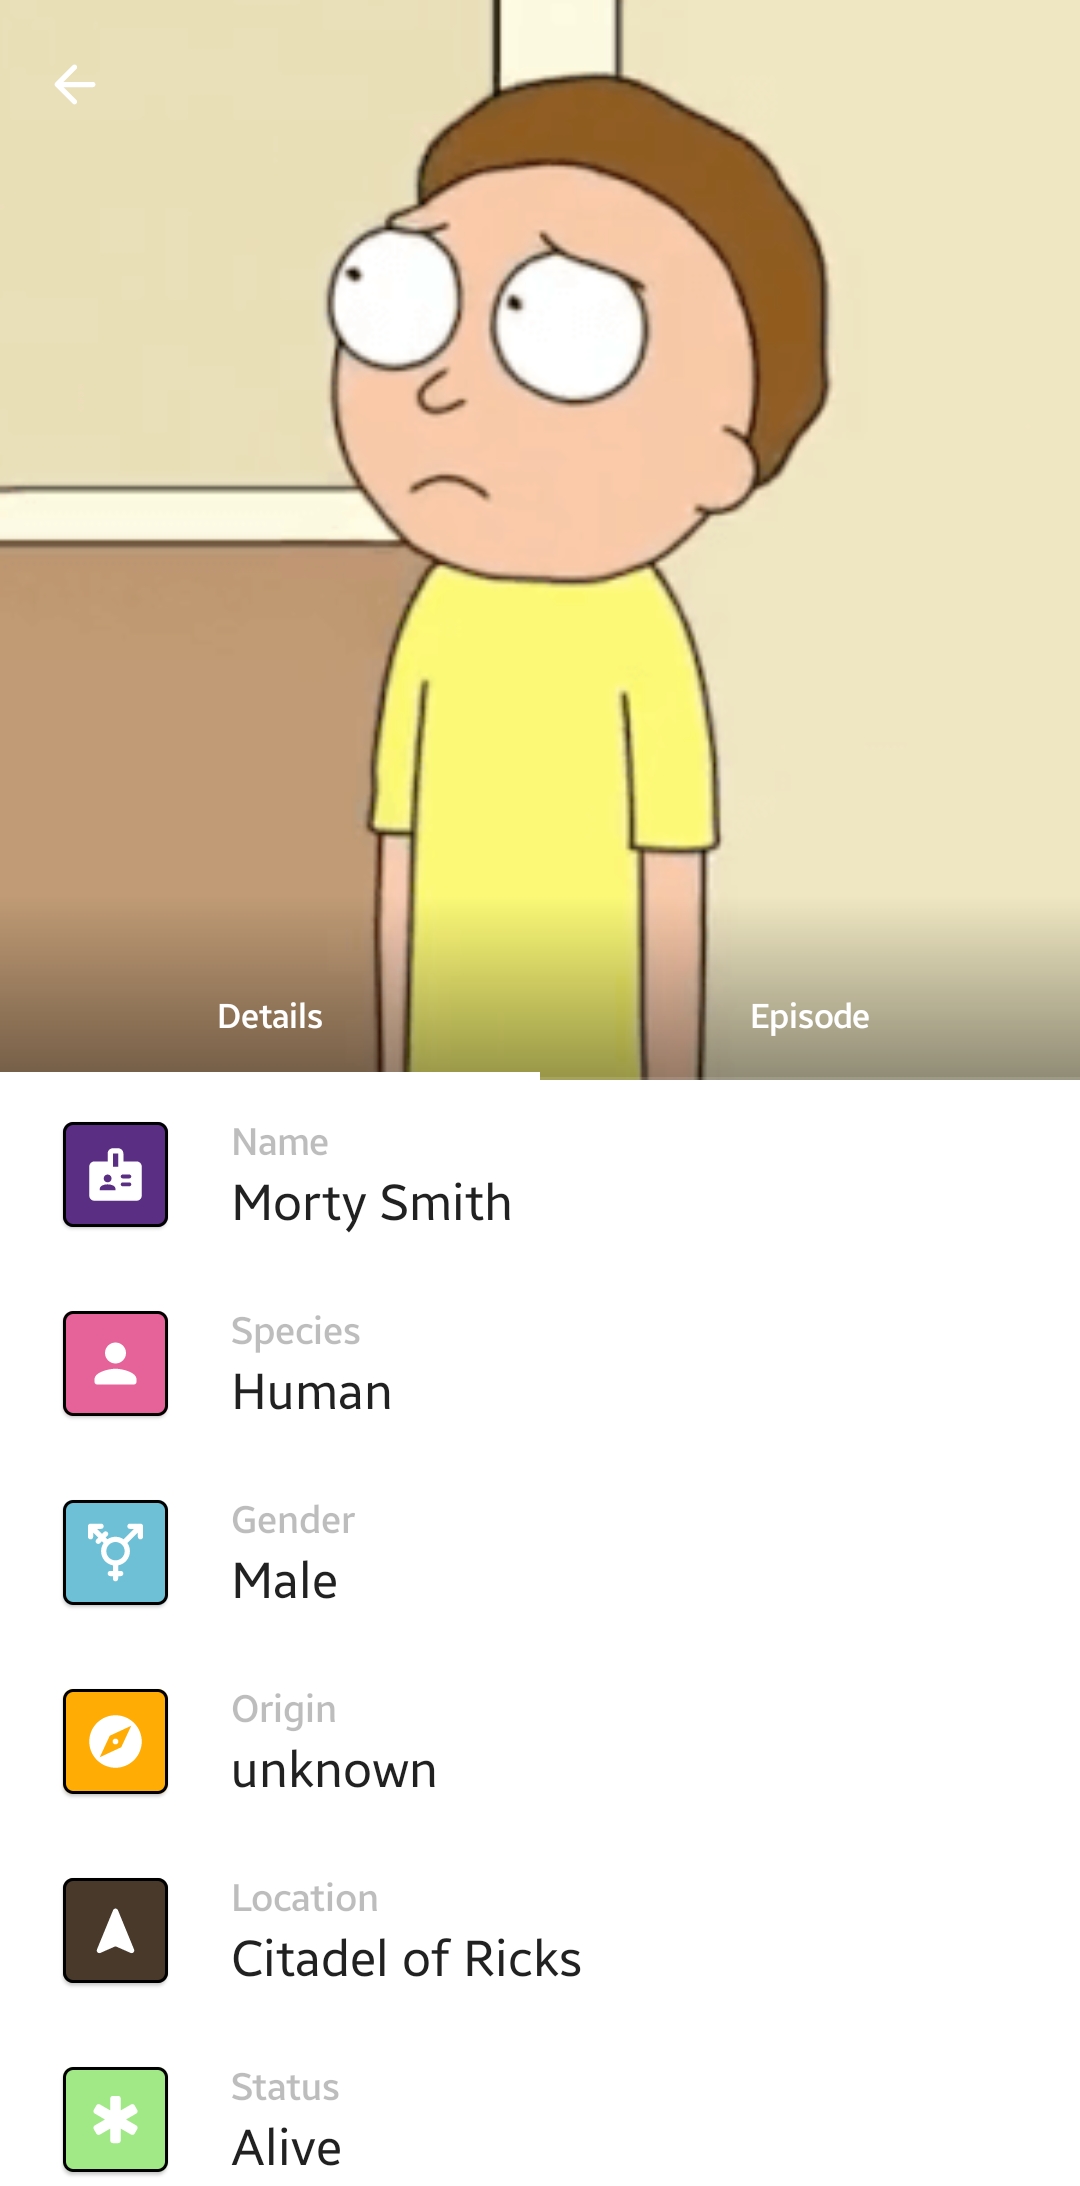 Details
Episode
Name
Morty Smith
Species
Human
Gender
Male
Origin
unknown
Location
Citadel of Ricks
Status
Alive